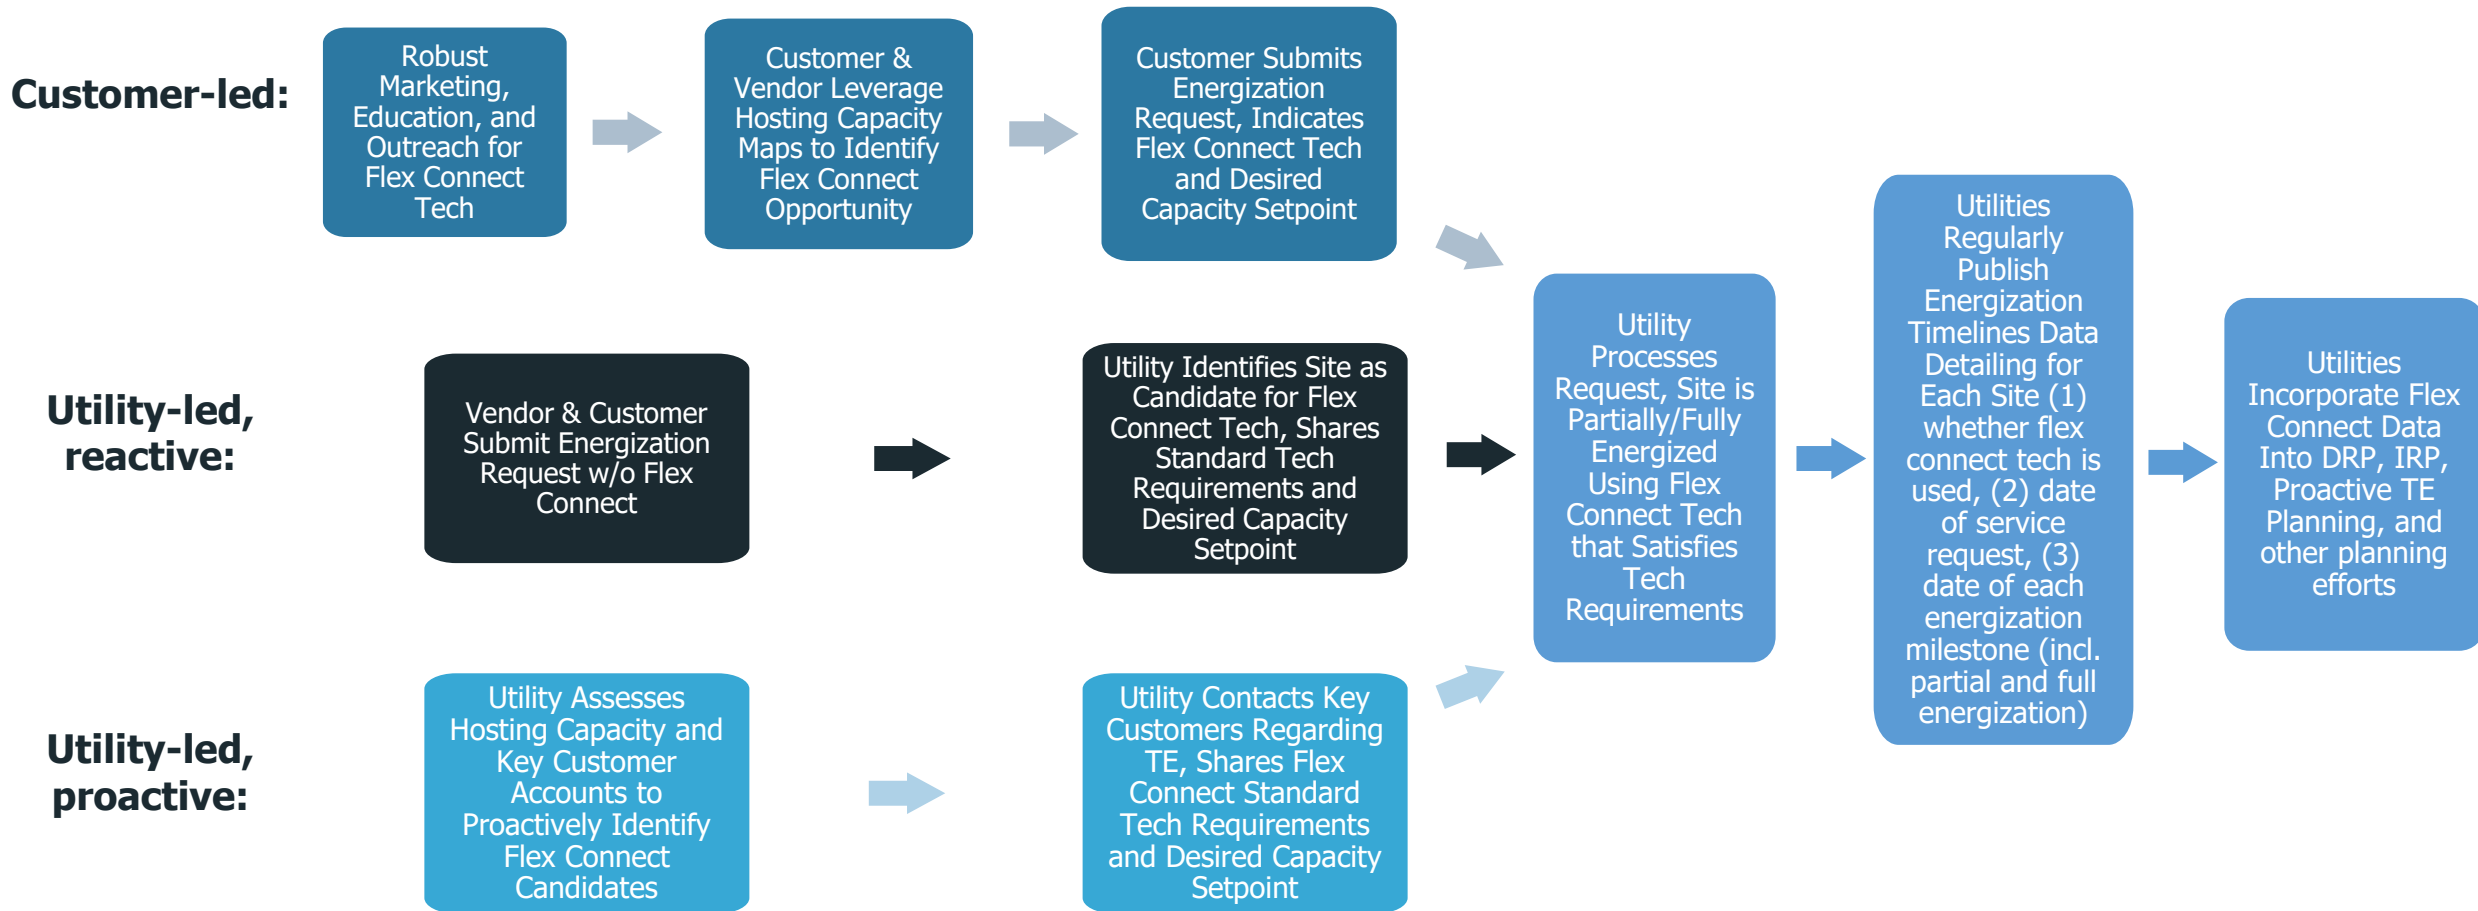 Customer-led:
Robust
Marketing,
Education, and
Outreach for
Flex Connect
Tech
Customer &
Vendor Leverage
Hosting Capacity
Maps to Identify
Flex Connect
Opportunity
Customer Submits
Energization
Request, Indicates
Flex Connect Tech
and Desired
Capacity Setpoint
Utility-led,
reactive:
Vendor & Customer
Submit Energization
Request w/o Flex
Connect
Utility Identifies Site as
Candidate for Flex
Connect Tech, Shares
Standard Tech
Requirements and
Desired Capacity
Setpoint
Utility-led,
proactive:
Utility Assesses
Hosting Capacity and
Key Customer
Accounts to
Proactively Identify
Flex Connect
Candidates
Utility Contacts Key
Customers Regarding
TE, Shares Flex
Connect Standard
Tech Requirements
and Desired Capacity
Setpoint
Utility
Processes
Request, Site is
Partially/Fully
Energized
Using Flex
Connect Tech
that Satisfies
Tech
Requirements
Utilities
Regularly
Publish
Energization
Timelines Data
Detailing for
Each Site (1)
whether flex
connect tech is
used, (2) date
of service
request, (3)
date of each
energization
milestone (incl.
partial and full
energization)
Utilities
Incorporate Flex
Connect Data
Into DRP, IRP,
Proactive TE
Planning, and
other planning
efforts